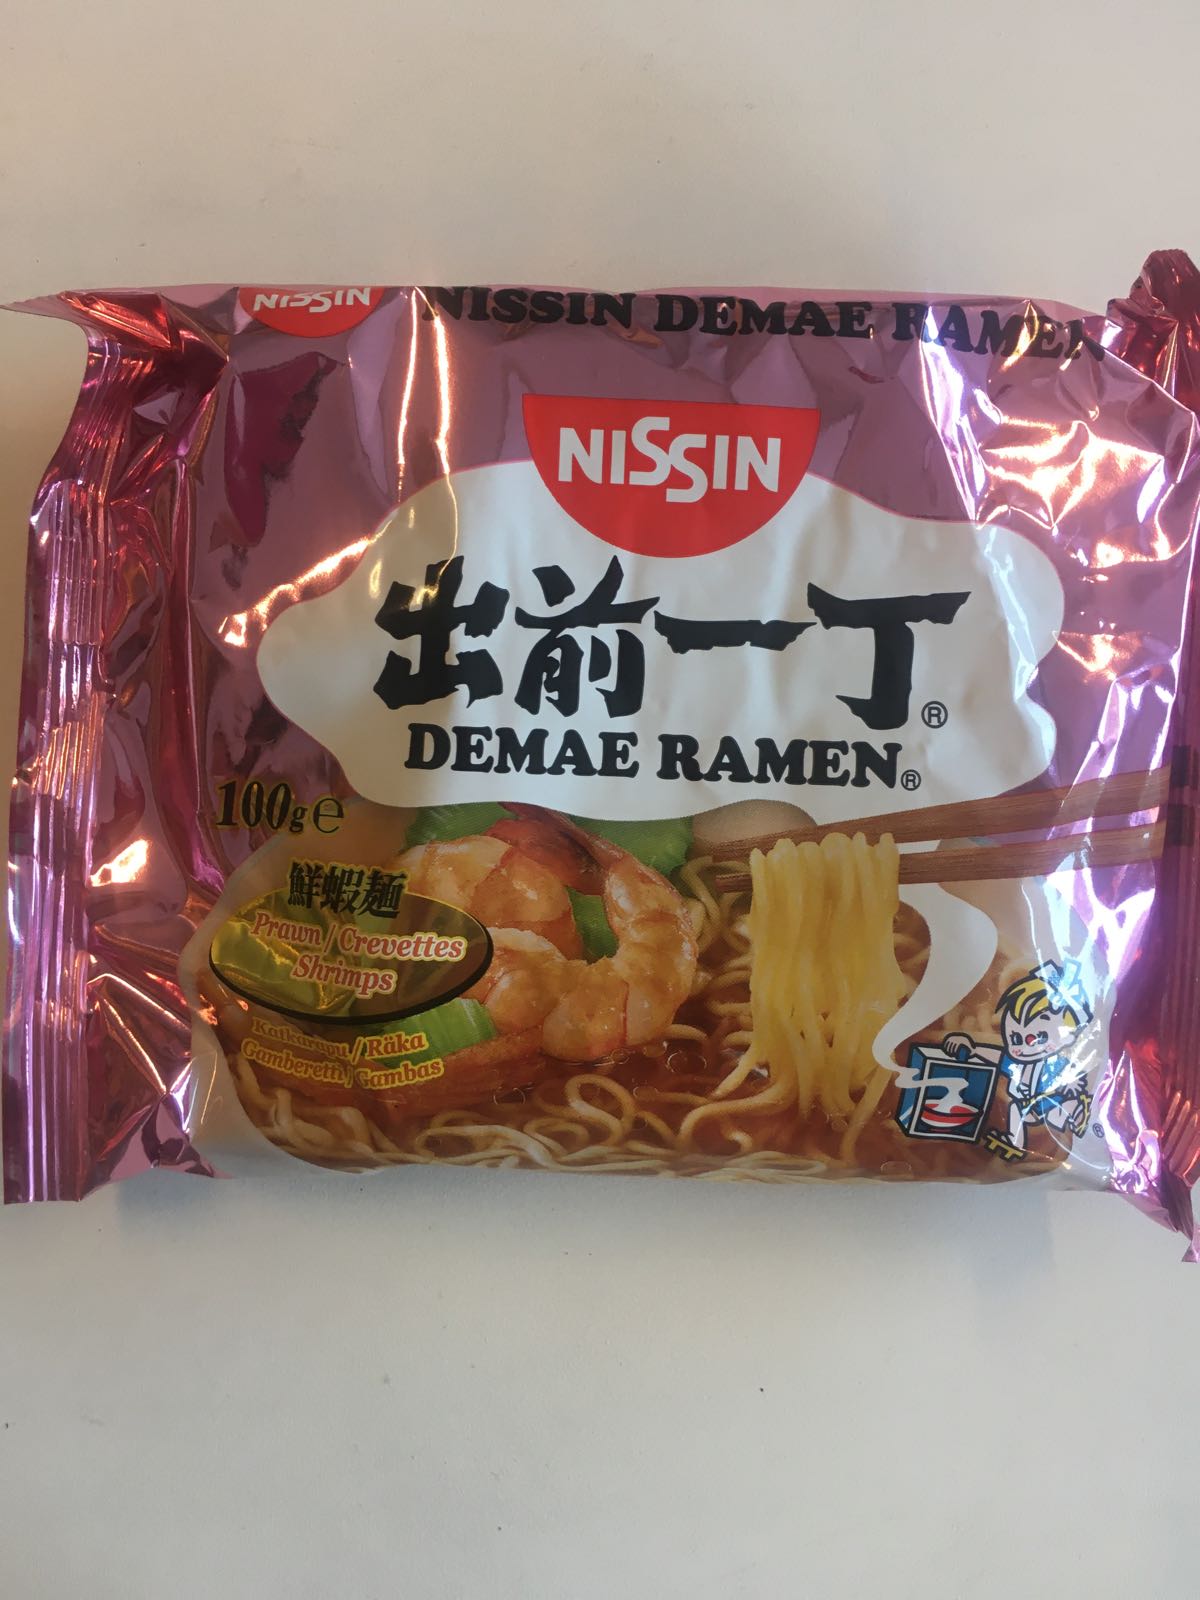 NISSIN NISSIN DEMAE RAMEN
NISSIN
出前一丁®
DEMAE RAMEN®
100g℮
鮮蝦麵
Prawn / Crevettes
Shrimps
Katkarapu / Räka
Gamberetti / Gambas
®